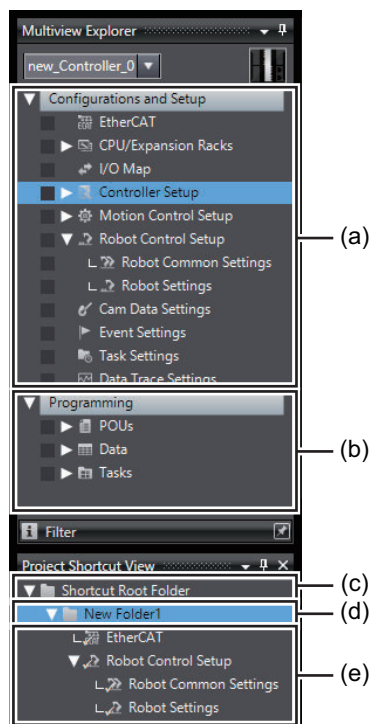 Multiview Explorer
new_Controller_0
Configurations and Setup
EtherCAT
CPU/Expansion Racks
I/O Map
Controller Setup
Motion Control Setup
Robot Control Setup
Robot Common Settings
Robot Settings
Cam Data Settings
Event Settings
Task Settings
Data Trace Settings
(a)
Programming
POUs
Data
Tasks
(b)
Filter
Project Shortcut View
Shortcut Root Folder
(c)
New Folder1
(d)
EtherCAT
Robot Control Setup
Robot Common Settings
Robot Settings
(e)